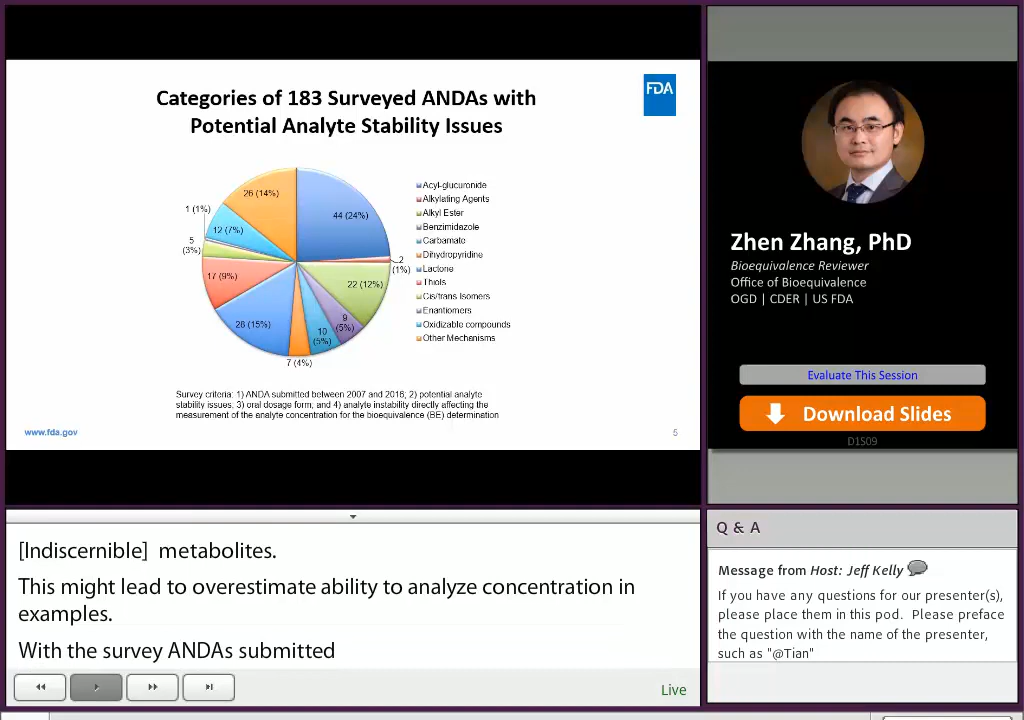 Categories of 183 Surveyed ANDAs with
Potential Analyte Stability Issues
FDA
26 (14%)
44 (24%)
1 (1%)
12 (7%)
5
(3%)
2
(1%)
17 (9%)
22 (12%)
28 (15%)
9
(5%)
10
(5%)
7 (4%)
Acyl-glucuronide
Alkylating Agents
Alkyl Ester
Benzimidazole
Carbamate
Dihydropyridine
Lactone
Thiols
Cis/trans Isomers
Enantiomers
Oxidizable compounds
Other Mechanisms
Survey criteria: 1) ANDA submitted between 2007 and 2016; 2) potential analyte
stability issues; 3) oral dosage form; and 4) analyte instability directly affecting the
measurement of the analyte concentration for the bioequivalence (BE) determination
www.fda.gov
5
Zhen Zhang, PhD
Bioequivalence Reviewer
Office of Bioequivalence
OGD | CDER | US FDA
Evaluate This Session
Download Slides
D1S09
[Indiscernible] metabolites.
This might lead to overestimate ability to analyze concentration in
examples.
With the survey ANDAs submitted
Live
Q & A
Message from Host: Jeff Kelly
If you have any questions for our presenter(s),
please place them in this pod. Please preface
the question with the name of the presenter,
such as "@Tian"